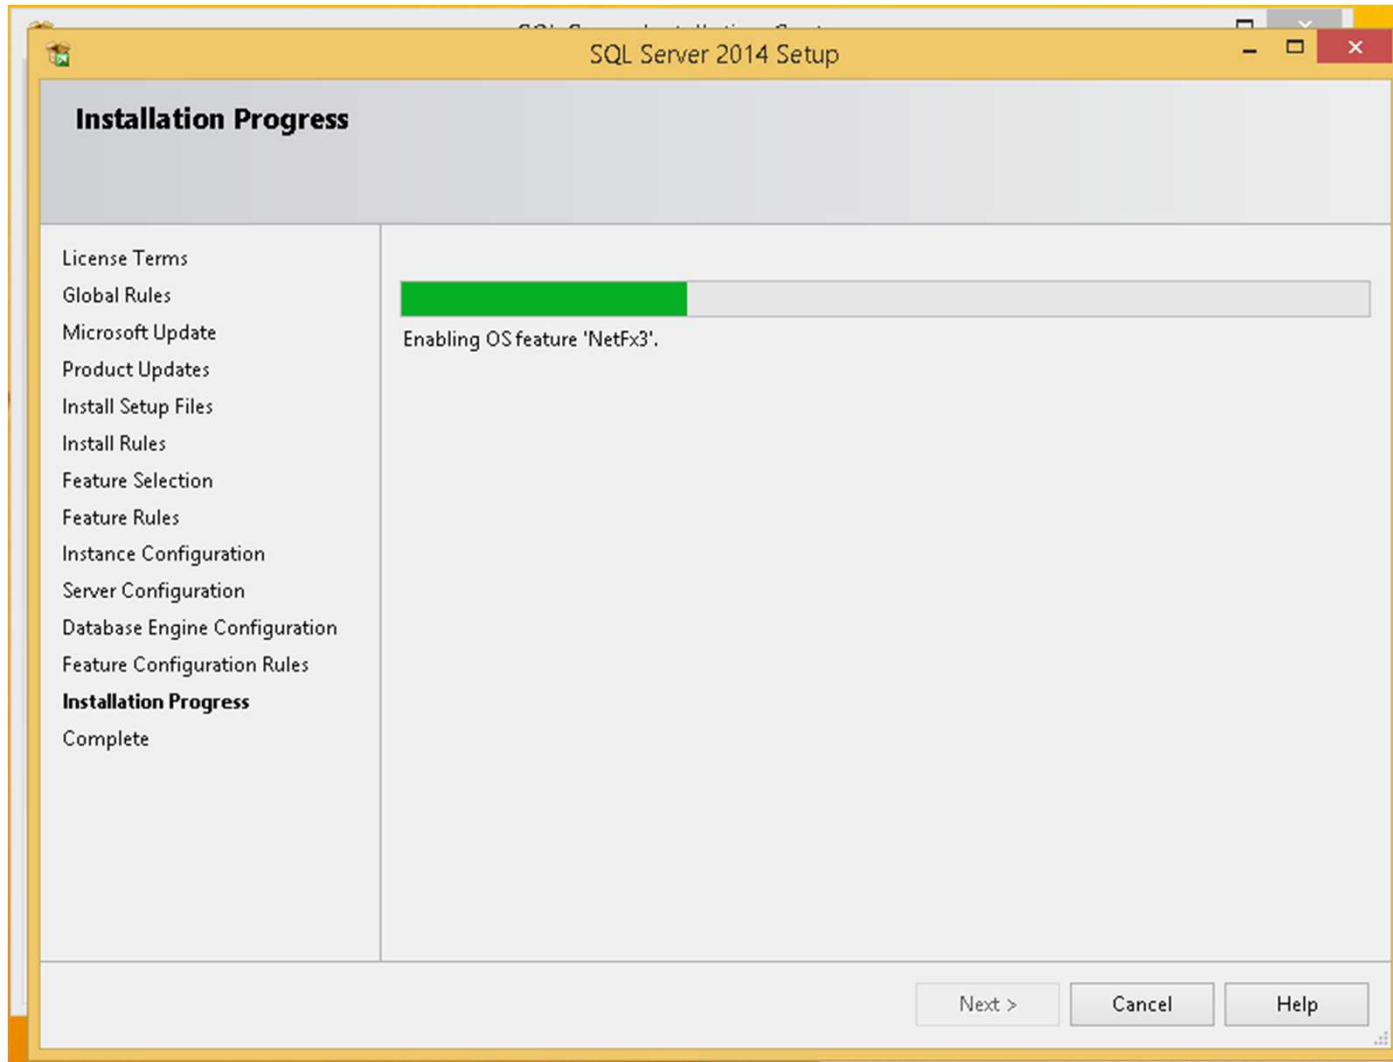 SQL Server 2014 Setup
Installation Progress
License Terms
Global Rules
Microsoft Update
Product Updates
Install Setup Files
Install Rules
Feature Selection
Feature Rules
Instance Configuration
Server Configuration
Database Engine Configuration
Feature Configuration Rules
Installation Progress
Complete
Enabling OS feature 'NetFx3'.
Next >
Cancel
Help